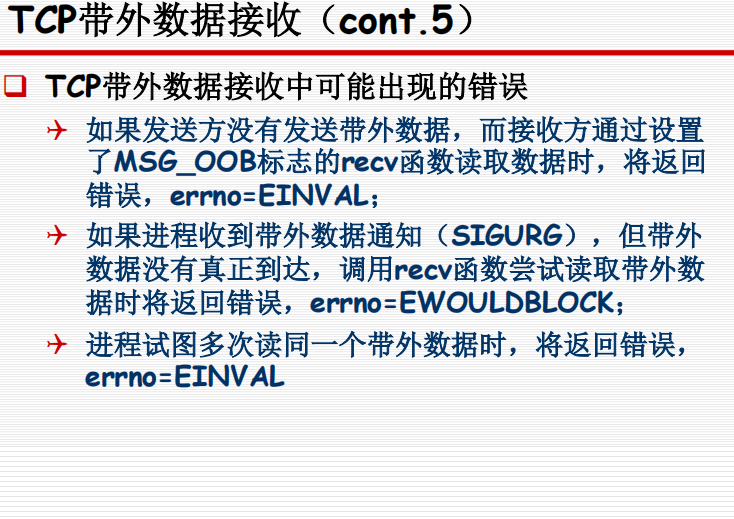 TCP带外数据接收（cont.5）
TCP带外数据接收中可能出现的错误
如果发送方没有发送带外数据，而接收方通过设置
了MSG_OOB标志的recv函数读取数据时，将返回
错误，errno=EINVAL；
如果进程收到带外数据通知（SIGURG），但带外
数据没有真正到达，调用recv函数尝试读取带外数
据时将返回错误，errno=EWOULDBLOCK；
进程试图多次读同一个带外数据时，将返回错误，
errno=EINVAL